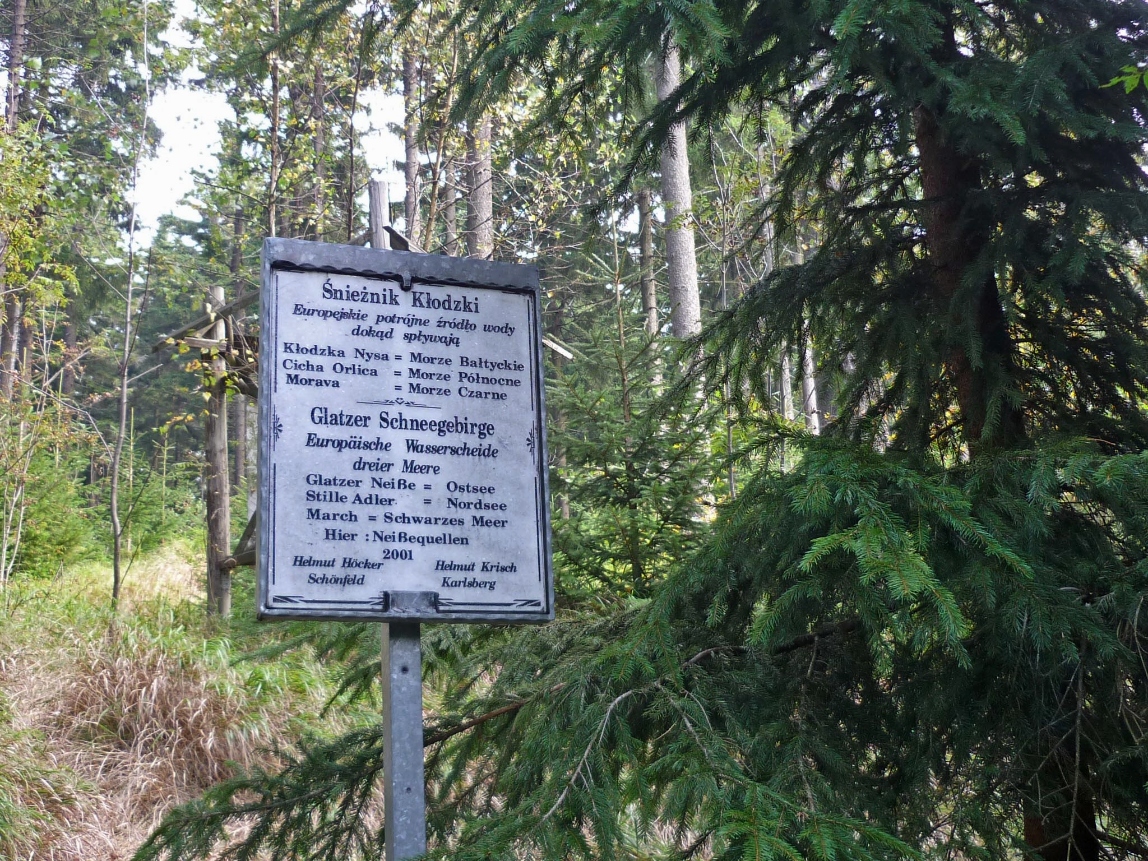 Śnieżnik Kłodzki
Europejskie potrójne źródło wody
dokąd spływają
Kłodzka Nysa = Morze Bałtyckie
Cicha Orlica = Morze Północne
Morava = Morze Czarne
Glatzer Schneegebirge
Europäische Wasserscheide
dreier Meere
Glatzer Neiße = Ostsee
Stille Adler = Nordsee
March = Schwarzes Meer
Hier : Neißequellen
2001
Helmut Höcker Helmut Krisch
Schönfeld Karlsberg